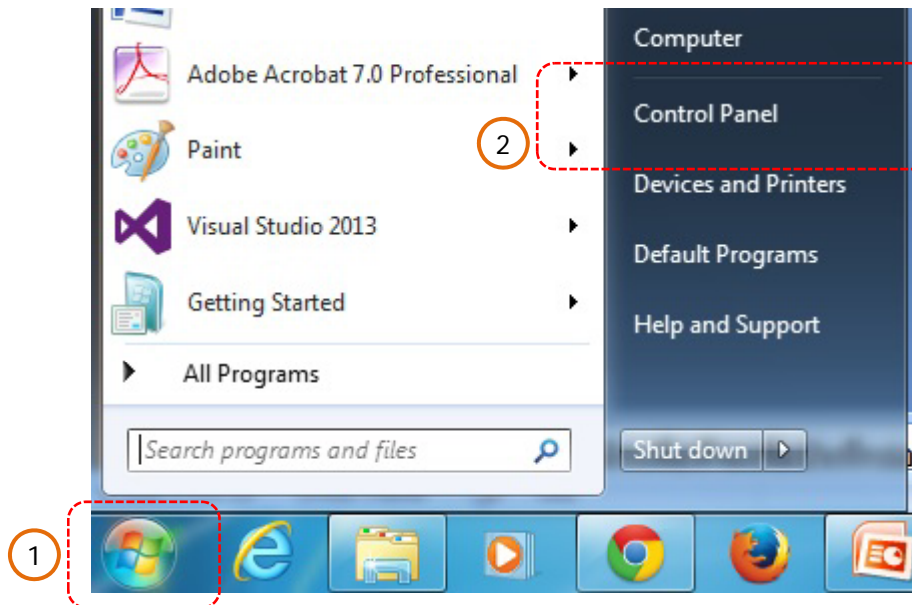 Adobe Acrobat 7.0 Professional
Paint
Visual Studio 2013
Getting Started
All Programs
Search programs and files
Computer
Control Panel
Devices and Printers
Default Programs
Help and Support
Shut down
2
1